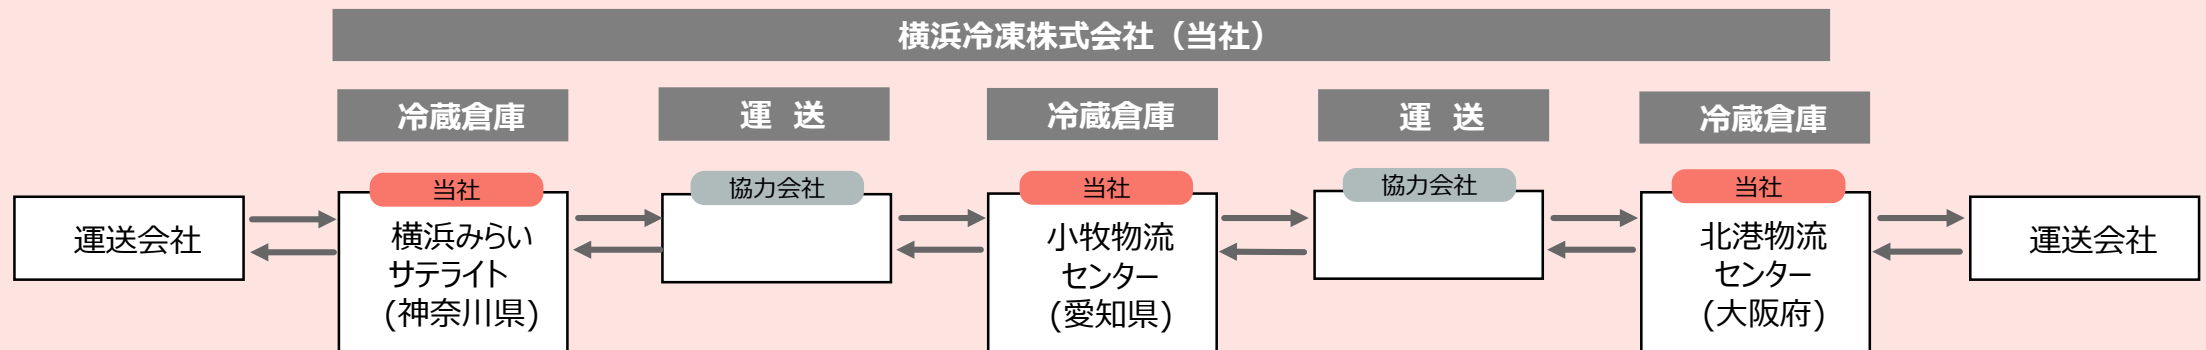 横浜冷凍株式会社（当社）
冷蔵倉庫
運 送
冷蔵倉庫
運 送
冷蔵倉庫
当社
協力会社
当社
協力会社
当社
運送会社
横浜みらい
サテライト
(神奈川県)
小牧物流
センター
(愛知県)
北港物流
センター
(大阪府)
運送会社